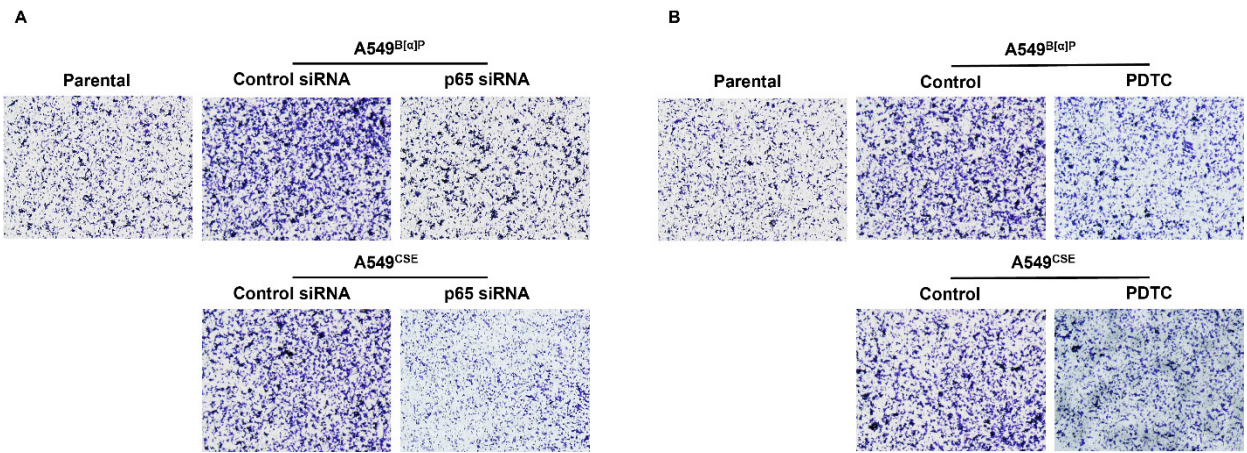 A
A549B[α]P
Parental
Control siRNA
p65 siRNA
A549CSE
Control siRNA
p65 siRNA
B
A549B[α]P
Parental
Control
PDTC
A549CSE
Control
PDTC